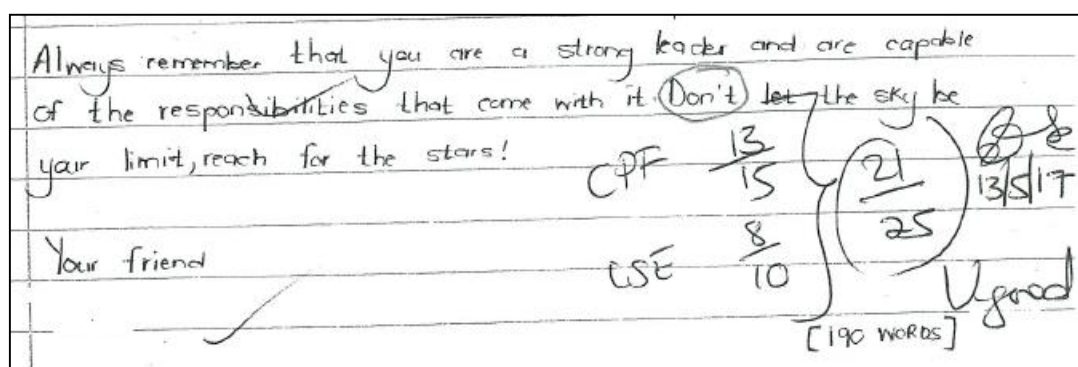 Always remember that you are a strong leader and are capable
of the responsibilities that come with it. Don't let the sky be
your limit, reach for the stars!
CPF 13/15
21/25
13/5/17
Your friend
CSE 8/10
V good
[190 WORDS]